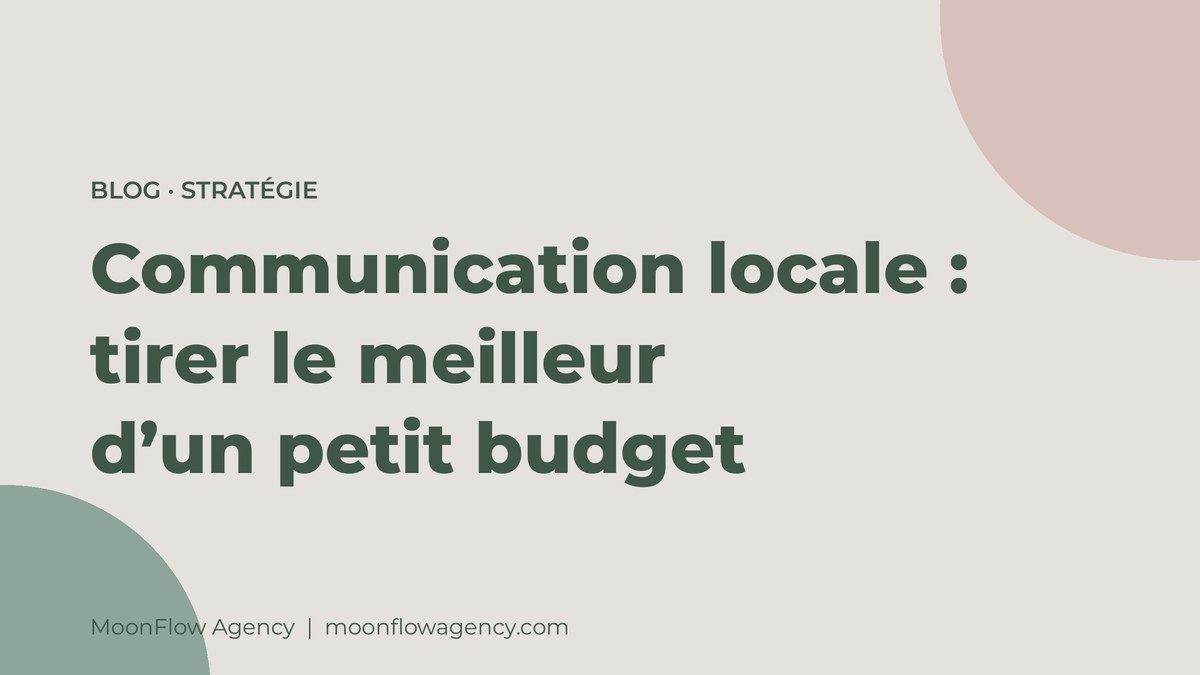 BLOG · STRATÉGIE
Communication locale :
tirer le meilleur
d’un petit budget
MoonFlow Agency | moonflowagency.com